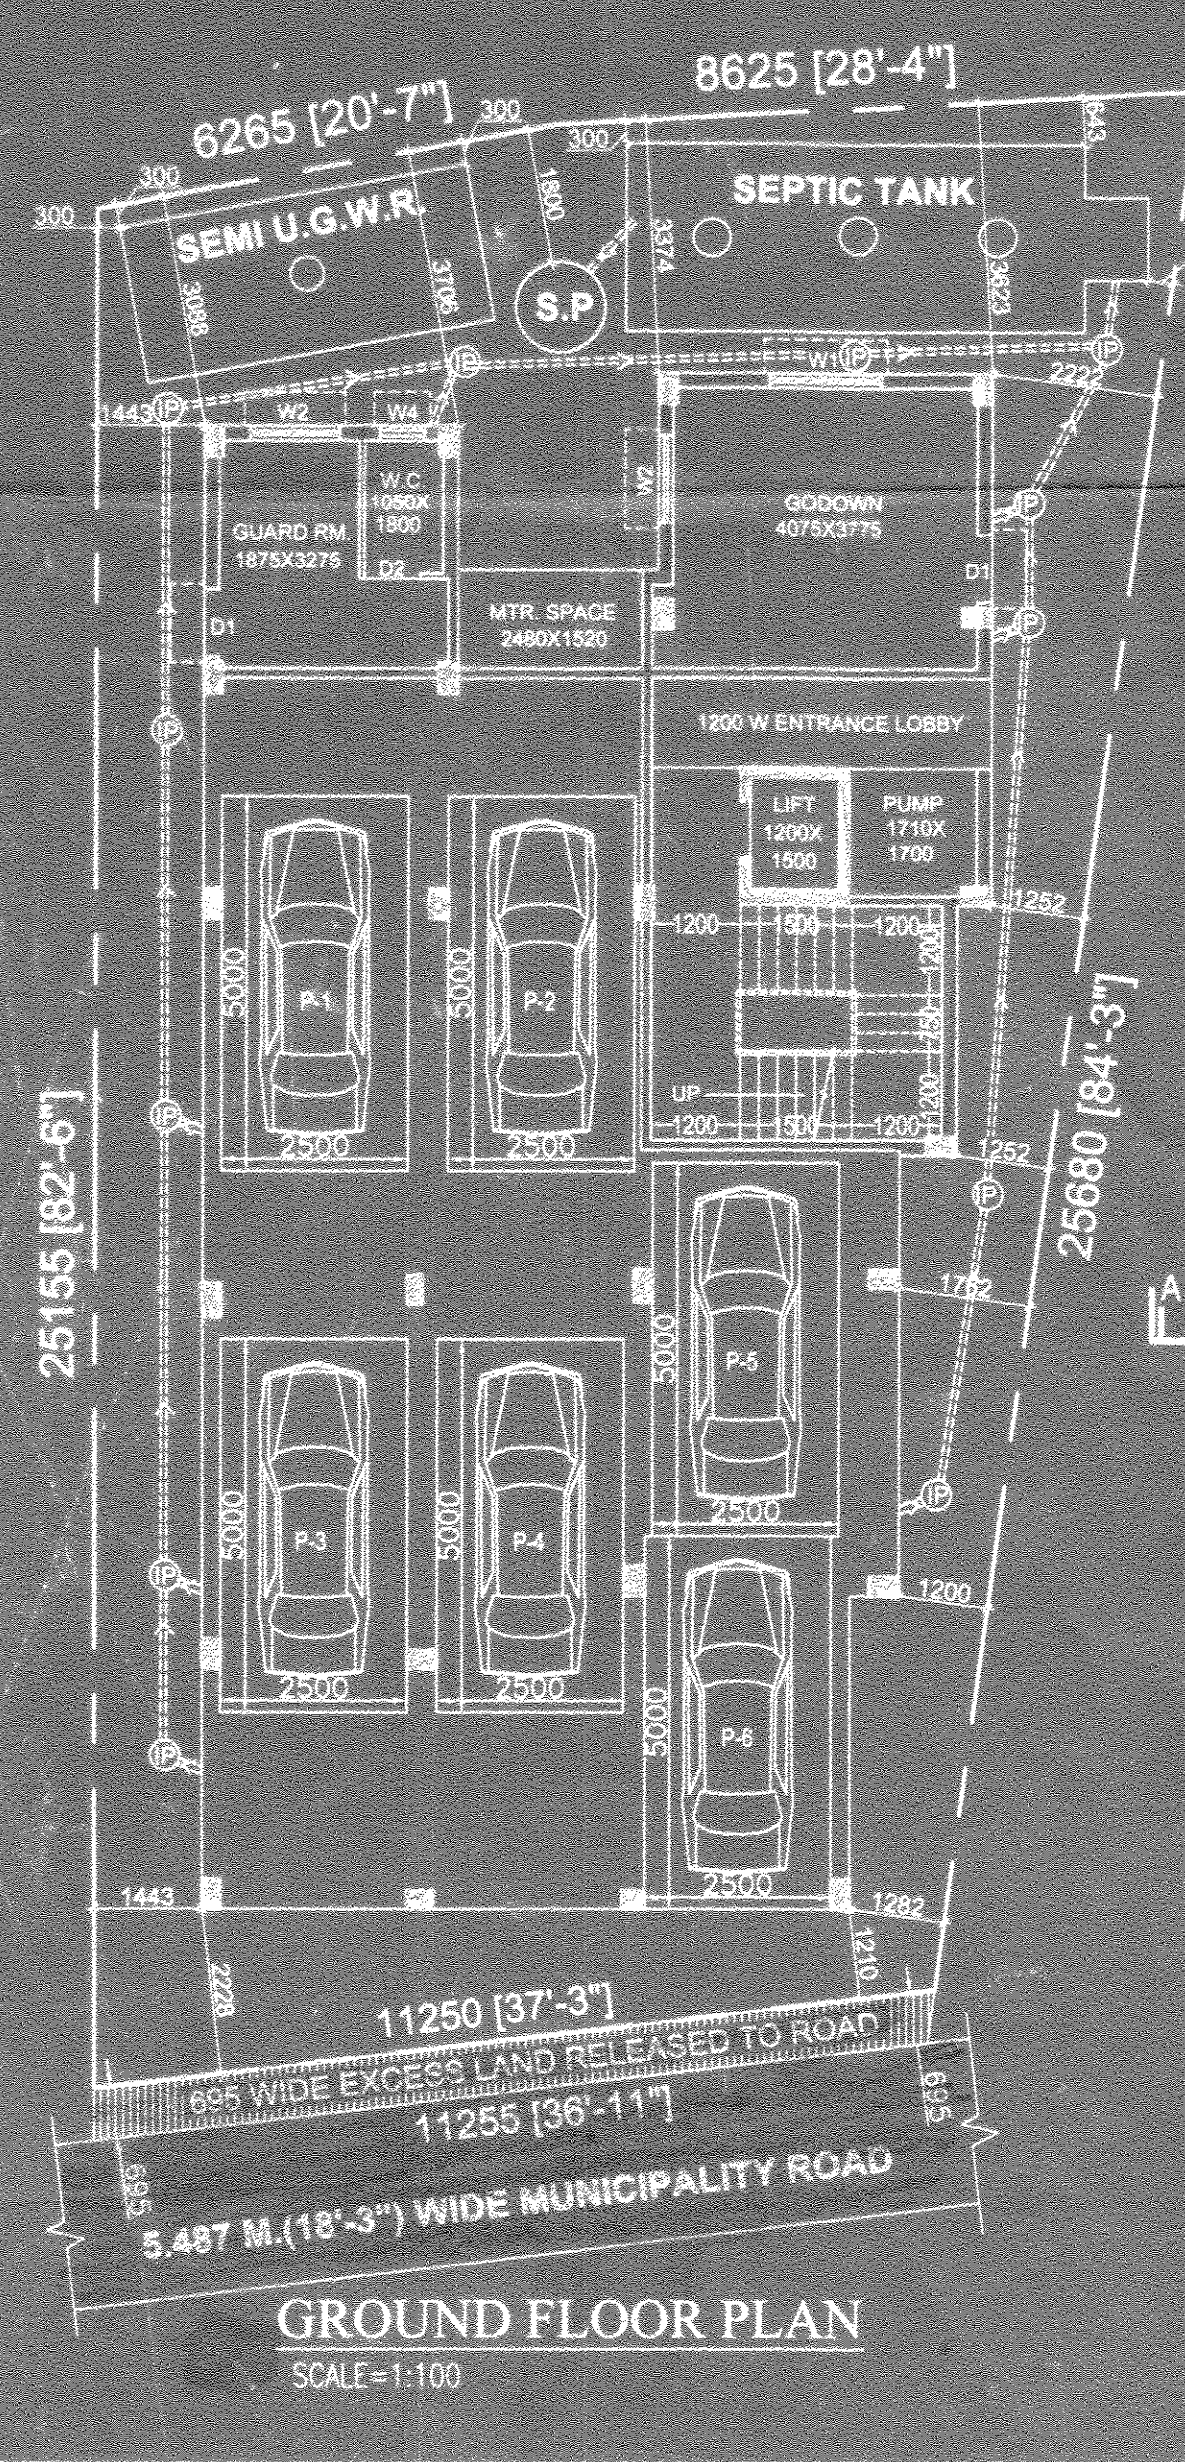 8625 [28'-4"]
6265 [20'-7"]
300
300
643
300
300
SEPTIC TANK
SEMI U.G.W.R.
1800
3374
3706
3623
3088
S.P
IP
W1
IP
IP
2222
1443
IP
W2
W4
W.C.
1050X
1800
W2
GODOWN
4075X3775
IP
GUARD RM.
1875X3275
D2
D1
MTR. SPACE
2480X1520
D1
IP
IP
1200 W ENTRANCE LOBBY
LIFT
1200X
1500
PUMP
1710X
1700
1252
1200
1500
1200
1200
5000
P-1
5000
P-2
750
UP
1200
1200
1500
1200
IP
2500
2500
1252
25155 [82'-6"]
25680 [84'-3"]
IP
1752
A
5000
P-5
2500
IP
5000
P-3
5000
P-4
IP
1200
2500
2500
5000
P-6
IP
2500
1443
1282
2228
1210
11250 [37'-3"]
695 WIDE EXCESS LAND RELEASED TO ROAD
11255 [36'-11"]
695
695
5.487 M.(18'-3") WIDE MUNICIPALITY ROAD
GROUND FLOOR PLAN
SCALE=1:100